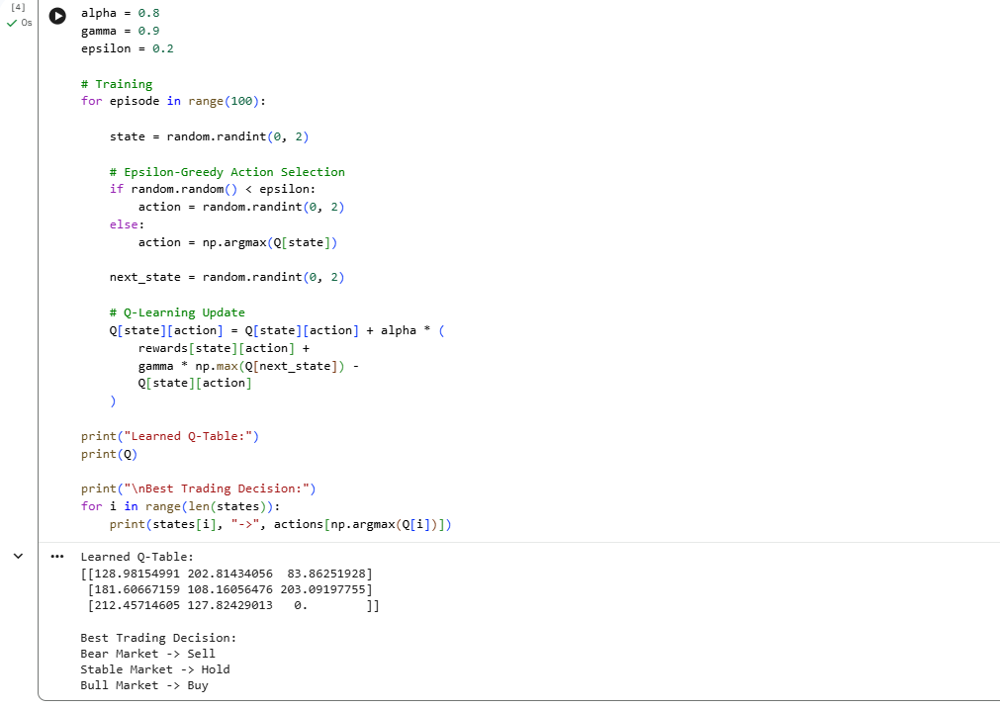 [4]
0s
alpha = 0.8
gamma = 0.9
epsilon = 0.2
# Training
for episode in range(100):
state = random.randint(0, 2)
# Epsilon-Greedy Action Selection
if random.random() < epsilon:
action = random.randint(0, 2)
else:
action = np.argmax(Q[state])
next_state = random.randint(0, 2)
# Q-Learning Update
Q[state][action] = Q[state][action] + alpha * (
rewards[state][action] +
gamma * np.max(Q[next_state]) -
Q[state][action]
)
print("Learned Q-Table:")
print(Q)
print("\nBest Trading Decision:")
for i in range(len(states)):
print(states[i], "->", actions[np.argmax(Q[i])])
Learned Q-Table:
[[128.98154991 202.81434056  83.86251928]
[181.60667159 108.16056476 203.09197755]
[212.45714605 127.82429013   0.        ]]
Best Trading Decision:
Bear Market -> Sell
Stable Market -> Hold
Bull Market -> Buy